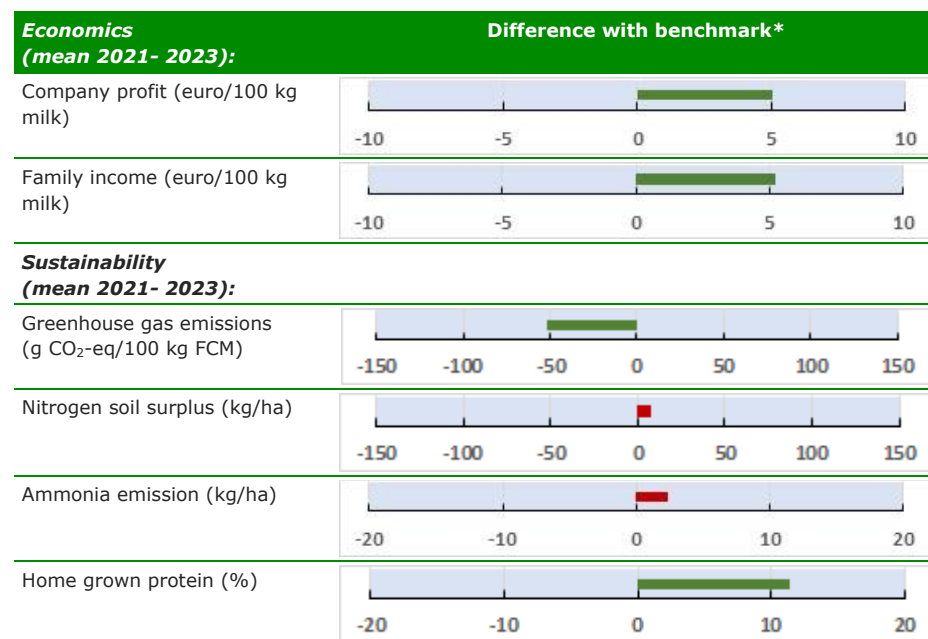 Economics
(mean 2021- 2023):
Difference with benchmark*
Company profit (euro/100 kg
milk)
-10 -5 0 5 10
Family income (euro/100 kg
milk)
-10 -5 0 5 10
Sustainability
(mean 2021- 2023):
Greenhouse gas emissions
(g CO₂-eq/100 kg FCM)
-150 -100 -50 0 50 100 150
Nitrogen soil surplus (kg/ha)
-150 -100 -50 0 50 100 150
Ammonia emission (kg/ha)
-20 -10 0 10 20
Home grown protein (%)
-20 -10 0 10 20